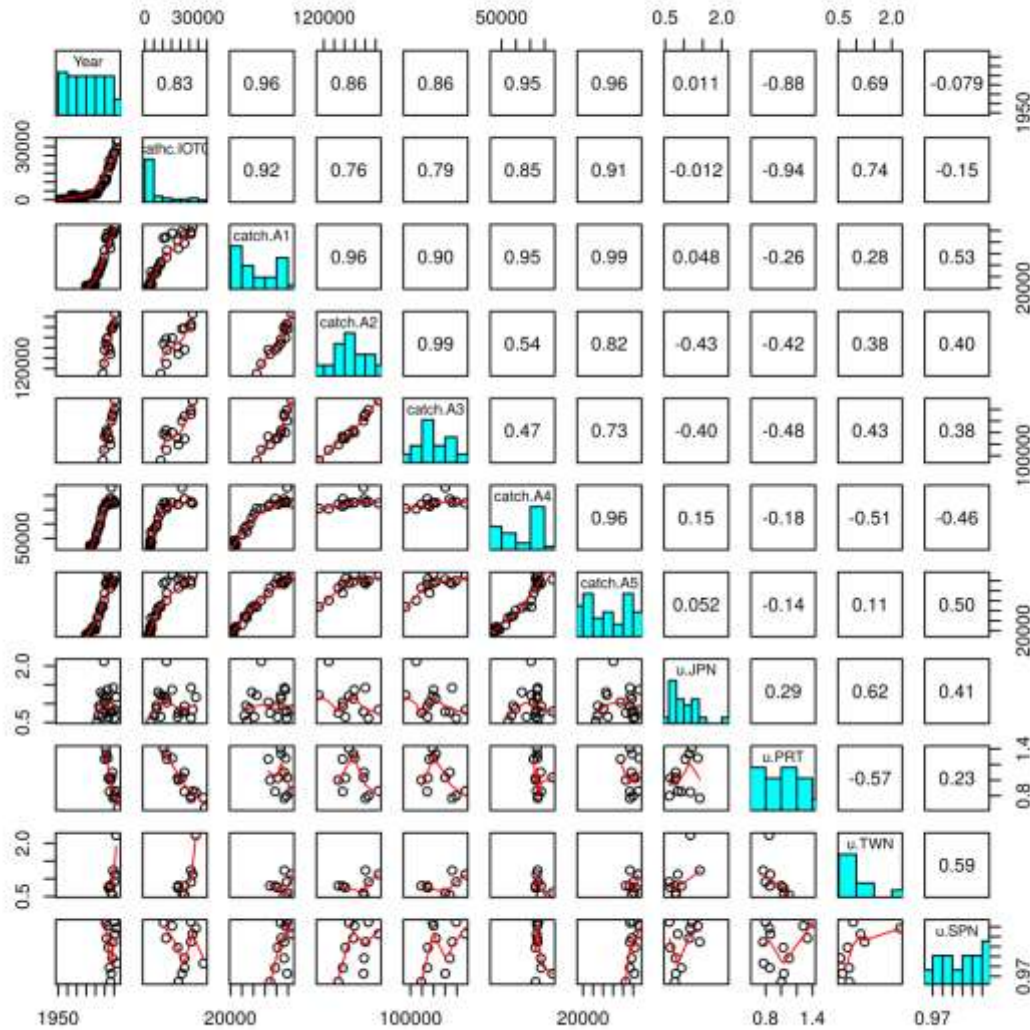 0 30000 120000 50000 0.5 2.0 0.5 2.0
Year 0.83 0.96 0.86 0.86 0.95 0.96 0.011 -0.88 0.69 -0.079 1950
30000 0 0.92 0.76 0.79 0.85 0.91 -0.012 -0.94 0.74 -0.15
catch.A1 0.96 0.90 0.95 0.99 0.048 -0.26 0.28 0.53 20000
120000 catch.A2 0.99 0.54 0.82 -0.43 -0.42 0.38 0.40
catch.A3 0.47 0.73 -0.40 -0.48 0.43 0.38 100000
50000 catch.A4 0.96 0.15 -0.18 -0.51 -0.46
catch.A5 0.052 -0.14 0.11 0.50 20000
2.0 0.5 u.JPN 0.29 0.62 0.41
u.PRT -0.57 0.23 1.4 0.8
2.0 0.5 u.TWN 0.59
u.SPN 0.97
1950 20000 100000 20000 0.8 1.4 0.97